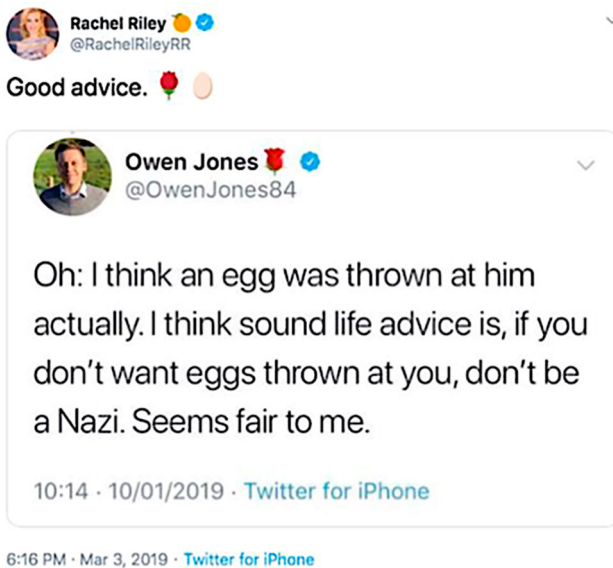 Rachel Riley 🍊
@RachelRileyRR
Good advice. 🌹 🥚
Owen Jones🌹
@OwenJones84
Oh: I think an egg was thrown at him
actually. I think sound life advice is, if you
don't want eggs thrown at you, don't be
a Nazi. Seems fair to me.
10:14 · 10/01/2019 · Twitter for iPhone
6:16 PM · Mar 3, 2019 · Twitter for iPhone